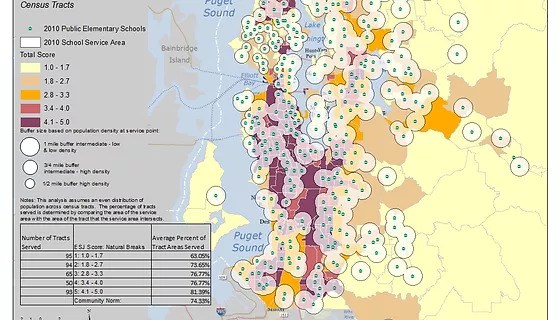 Census Tracts
2010 Public Elementary Schools
2010 School Service Area
Total Score
1.0 - 1.7
1.8 - 2.7
2.8 - 3.3
3.4 - 4.0
4.1 - 5.0
Buffer size based on population density at service point:
1 mile buffer intermediate - low
& low density
3/4 mile buffer
intermediate - high density
1/2 mile buffer high density
Notes: This analysis assumes an even distribution of
population across census tracts. The percentage of tracts
served is determined by comparing the area of the service
area with the area of the tract that the service area intersects.
Number of Tracts Served
ESJ Score: Natural Breaks
Average Percent of Tract Areas Served
95 1: 1.0 - 1.7 63.05%
94 2: 1.8 - 2.7 73.65%
65 3: 2.8 - 3.3 76.77%
50 4: 3.4 - 4.0 76.77%
93 5: 4.1 - 5.0 81.39%
Community Norm: 74.33%
Puget
Sound
Bainbridge
Island
Elliott
Bay
Lake
Puget
Sound